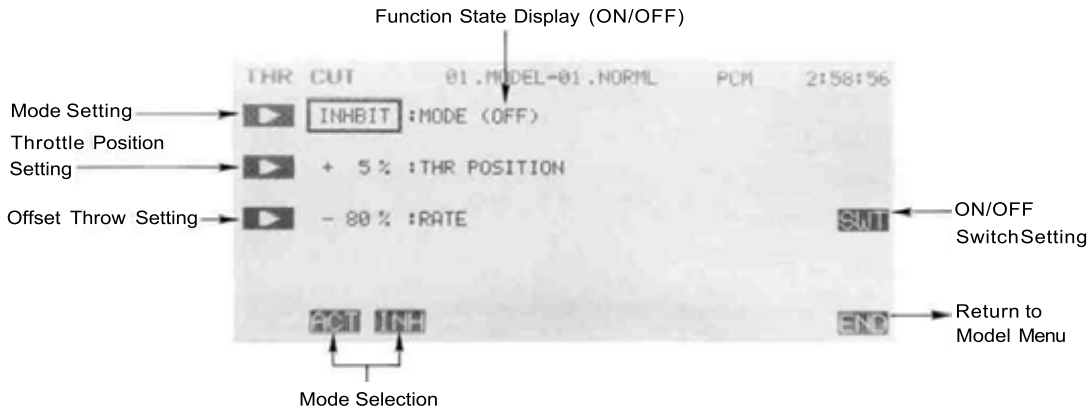 Function State Display (ON/OFF)
THR CUT 01.MODEL-01.NORML PCM 2:58:56
Mode Setting
INHBIT :MODE (OFF)
Throttle Position
Setting
+ 5 % :THR POSITION
Offset Throw Setting
- 80 % :RATE
SWT
ON/OFF
SwitchSetting
ACT INH
END
Return to
Model Menu
Mode Selection